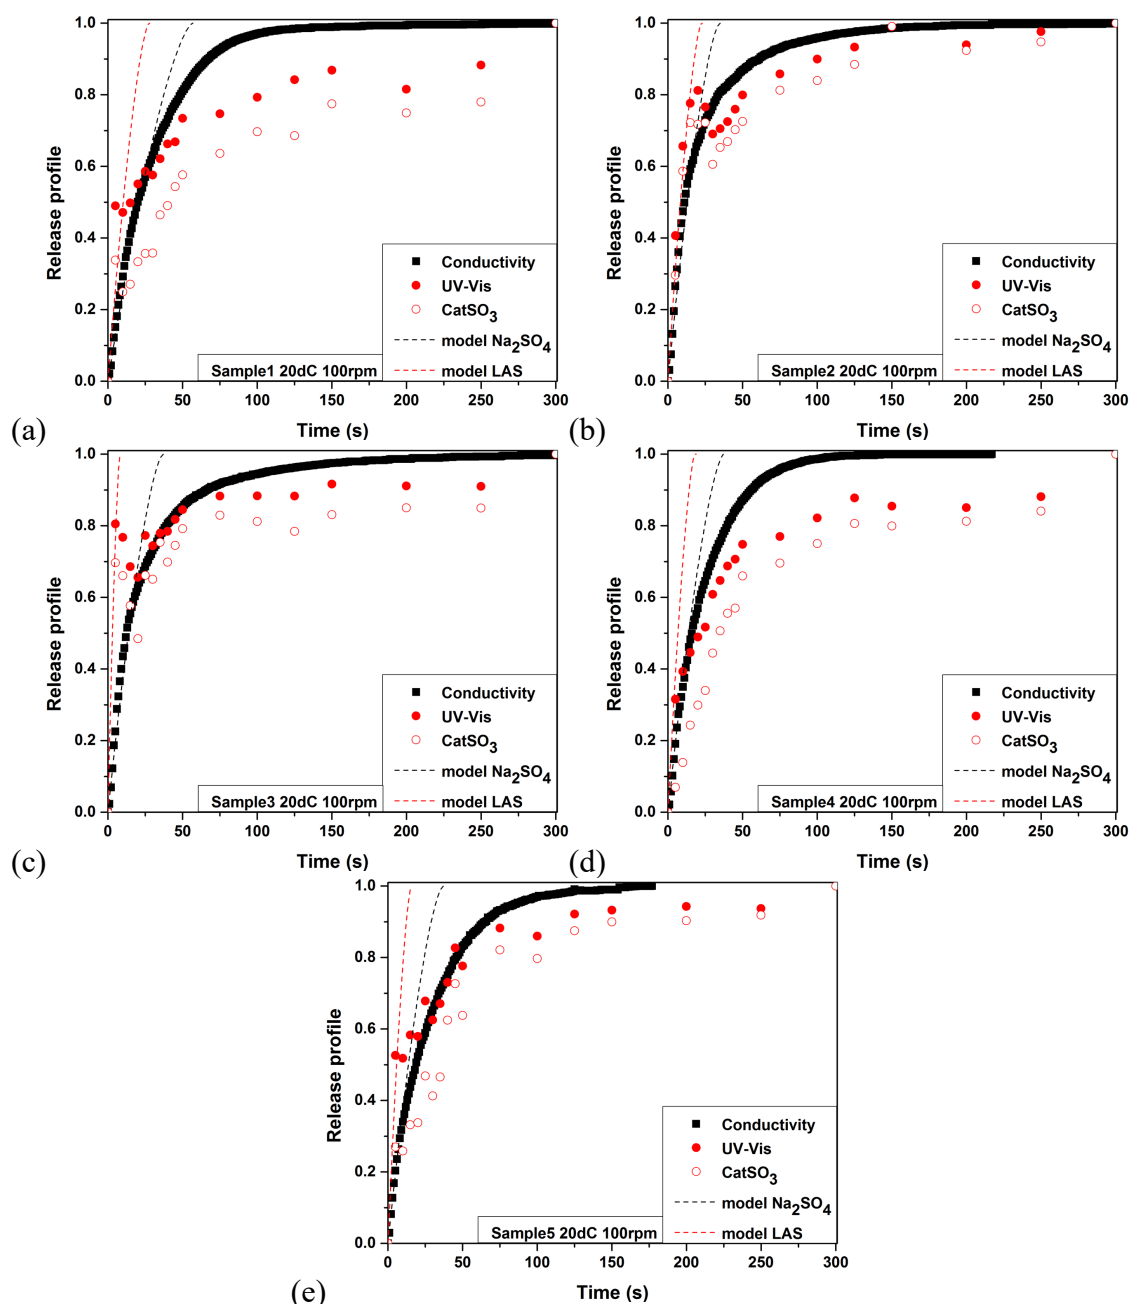 1.0
0.8
0.6
0.4
0.2
0.0
Release profile
Conductivity
UV-Vis
CatSO3
model Na2SO4
model LAS
Sample1 20dC 100rpm
0 50 100 150 200 250 300
Time (s)
(a)
1.0
0.8
0.6
0.4
0.2
0.0
Release profile
Conductivity
UV-Vis
CatSO3
model Na2SO4
model LAS
Sample2 20dC 100rpm
0 50 100 150 200 250 300
Time (s)
(b)
1.0
0.8
0.6
0.4
0.2
0.0
Release profile
Conductivity
UV-Vis
CatSO3
model Na2SO4
model LAS
Sample3 20dC 100rpm
0 50 100 150 200 250 300
Time (s)
(c)
1.0
0.8
0.6
0.4
0.2
0.0
Release profile
Conductivity
UV-Vis
CatSO3
model Na2SO4
model LAS
Sample4 20dC 100rpm
0 50 100 150 200 250 300
Time (s)
(d)
1.0
0.8
0.6
0.4
0.2
0.0
Release profile
Conductivity
UV-Vis
CatSO3
model Na2SO4
model LAS
Sample5 20dC 100rpm
0 50 100 150 200 250 300
Time (s)
(e)